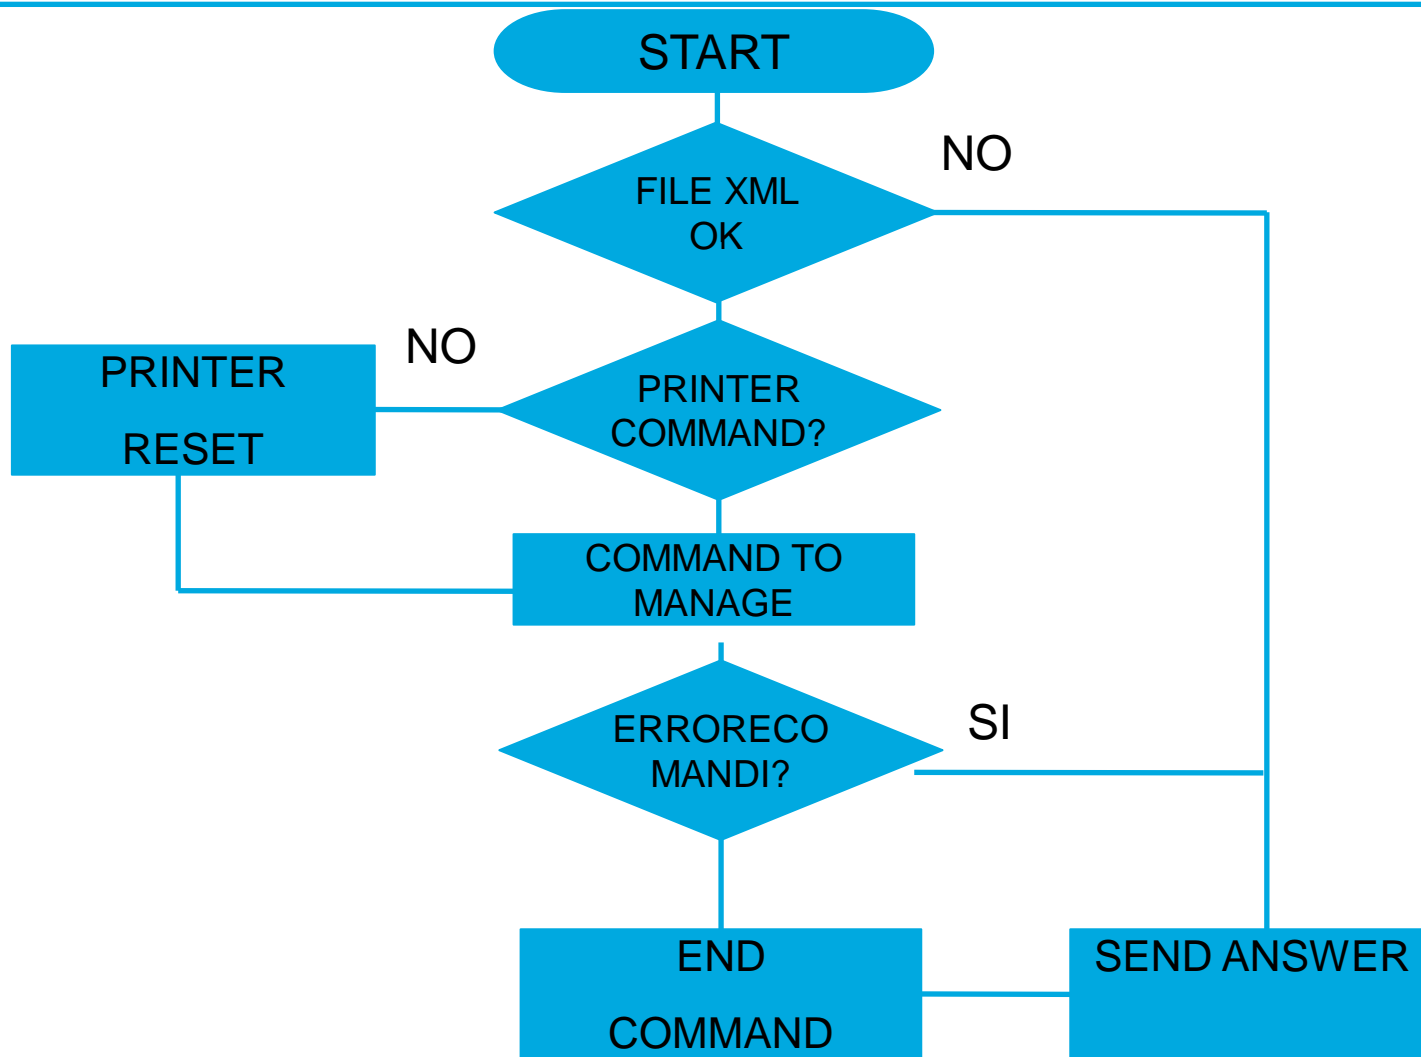 START
NO
FILE XML
OK
NO
PRINTER
RESET
PRINTER
COMMAND?
COMMAND TO
MANAGE
ERRORECO
MANDI?
SI
END
COMMAND
SEND ANSWER